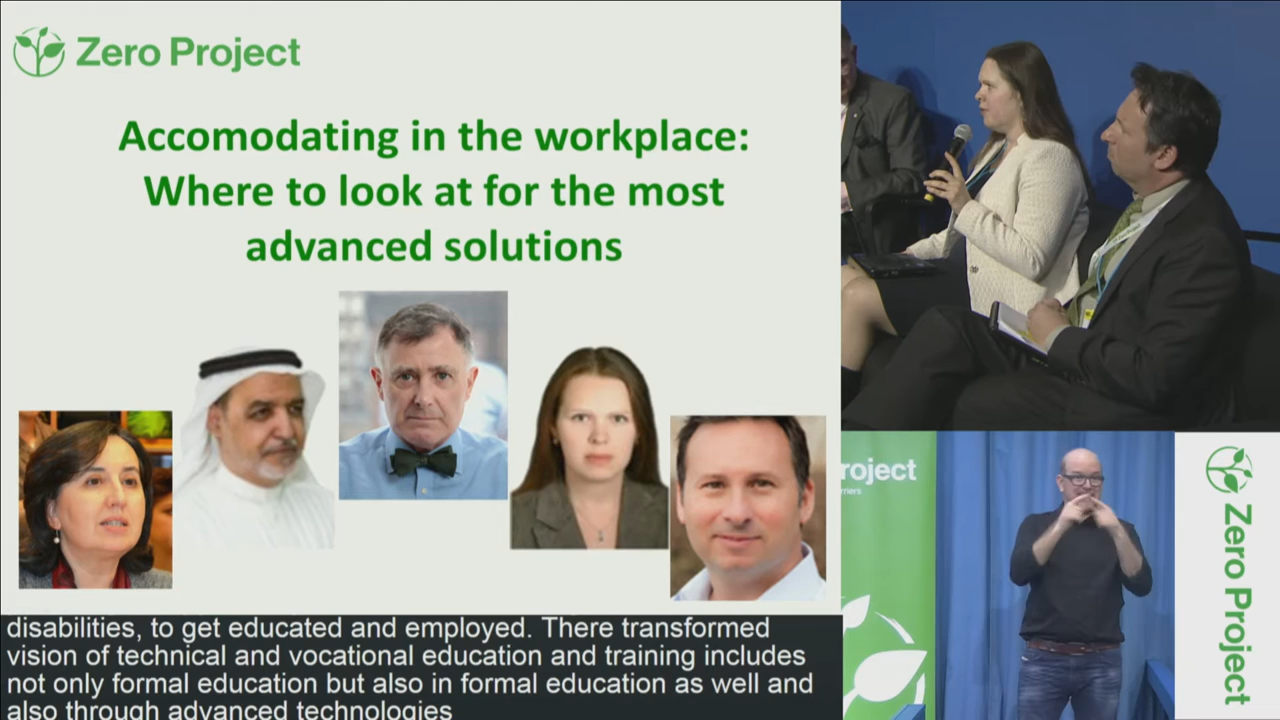 Zero Project
Accomodating in the workplace:
Where to look at for the most
advanced solutions
disabilities, to get educated and employed. There transformed
vision of technical and vocational education and training includes
not only formal education but also in formal education as well and
also through advanced technologies
roject
Zero Project